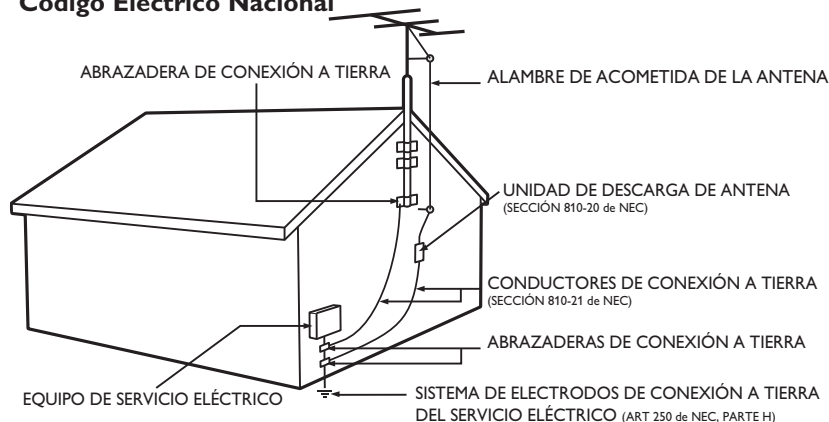 Código Eléctrico Nacional
ABRAZADERA DE CONEXIÓN A TIERRA
ALAMBRE DE ACOMETIDA DE LA ANTENA
UNIDAD DE DESCARGA DE ANTENA
(SECCIÓN 810-20 de NEC)
CONDUCTORES DE CONEXIÓN A TIERRA
(SECCIÓN 810-21 de NEC)
ABRAZADERAS DE CONEXIÓN A TIERRA
EQUIPO DE SERVICIO ELÉCTRICO
SISTEMA DE ELECTRODOS DE CONEXIÓN A TIERRA
DEL SERVICIO ELÉCTRICO (ART 250 de NEC, PARTE H)